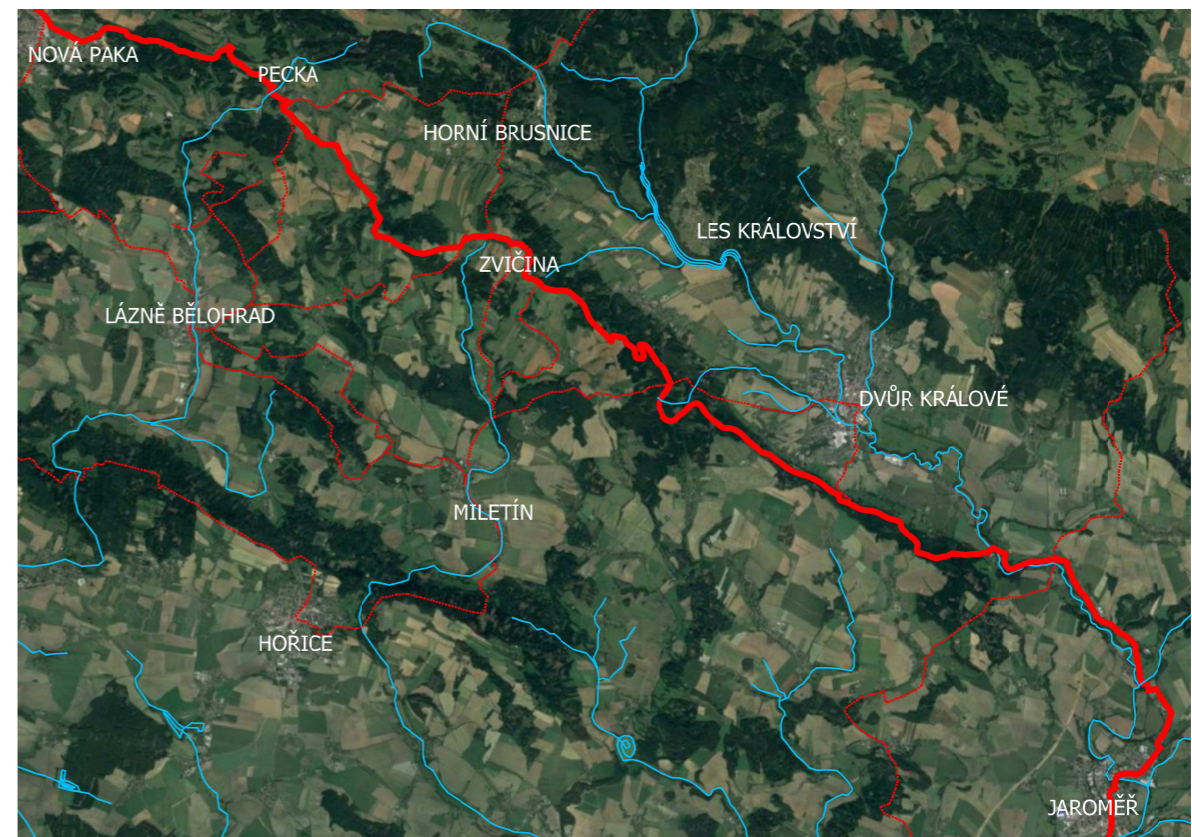 NOVÁ PAKA
PECKA
HORNÍ BRUSNICE
LES KRÁLOVSTVÍ
ZVIČINA
LÁZNĚ BĚLOHRAD
DVŮR KRÁLOVÉ
MILETÍN
HOŘICE
JAROMĚŘ